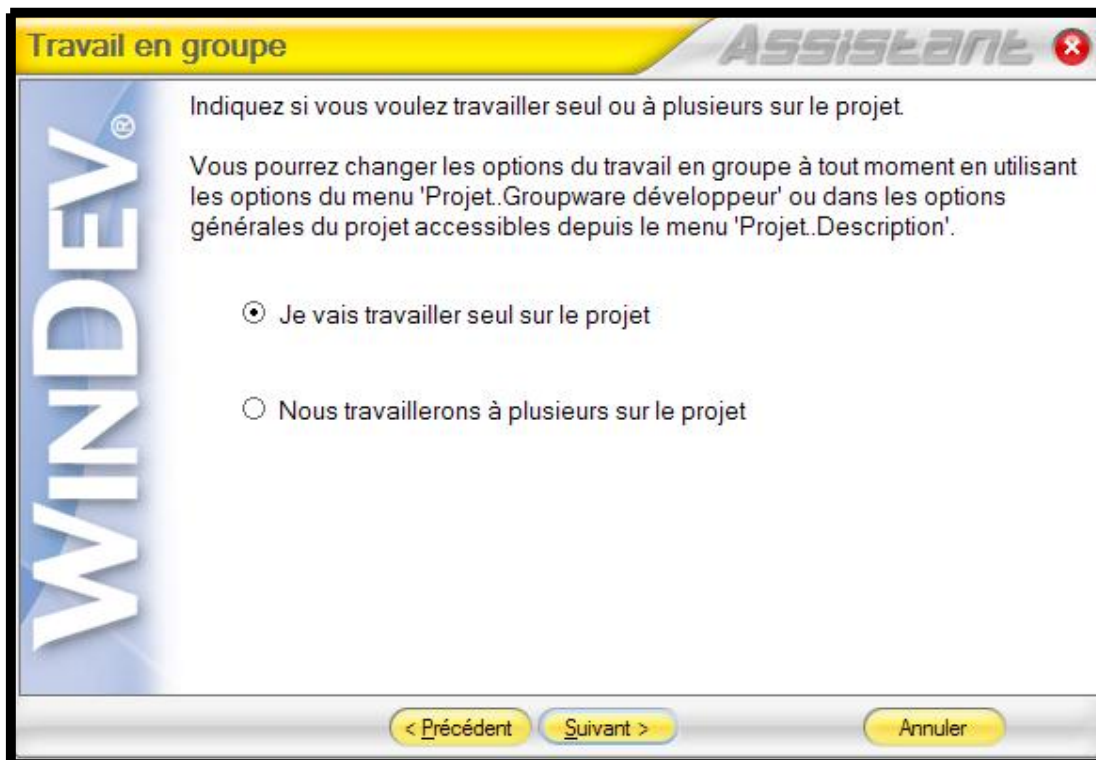 Travail en groupe
Assistant
WINDEV®
Indiquez si vous voulez travailler seul ou à plusieurs sur le projet.
Vous pourrez changer les options du travail en groupe à tout moment en utilisant
les options du menu 'Projet..Groupware développeur' ou dans les options
générales du projet accessibles depuis le menu 'Projet..Description'.
Je vais travailler seul sur le projet
Nous travaillerons à plusieurs sur le projet
< Précédent
Suivant >
Annuler